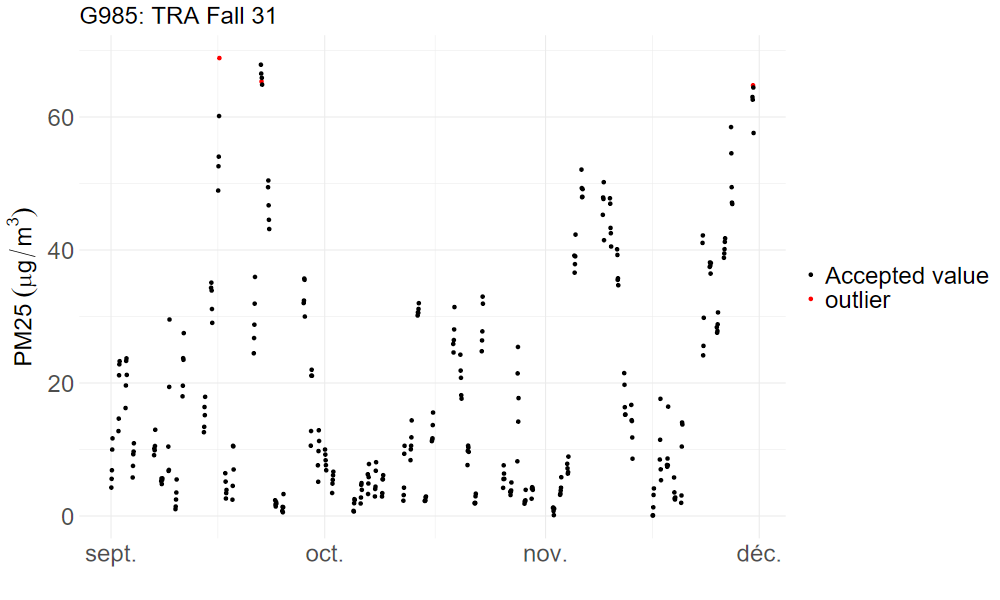 G985: TRA Fall 31
PM25 (μg/m³)
60
40
20
0
sept.
oct.
nov.
déc.
Accepted value
outlier